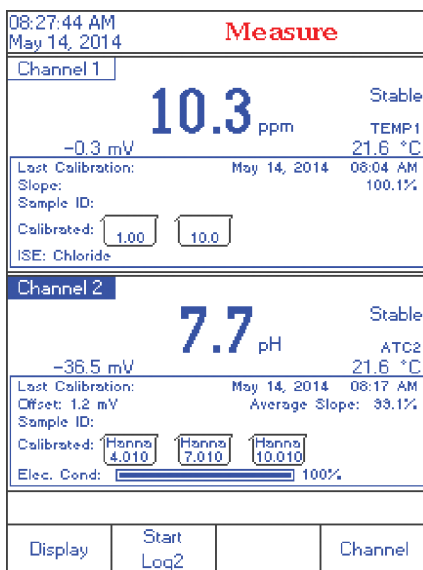 08:27:44 AM
May 14, 2014
Measure
Channel 1
10.3 ppm
Stable
TEMP1
-0.3 mV
21.6 °C
Last Calibration: May 14, 2014 08:04 AM
Slope: 100.1%
Sample ID:
Calibrated: 1.00 10.0
ISE: Chloride
Channel 2
7.7 pH
Stable
ATC2
-36.5 mV
21.6 °C
Last Calibration: May 14, 2014 08:17 AM
Offset: 1.2 mV Average Slope: 99.1%
Sample ID:
Calibrated: Hanna 4.010 Hanna 7.010 Hanna 10.010
Elec. Cond: 100%
Display
Start Log2
Channel